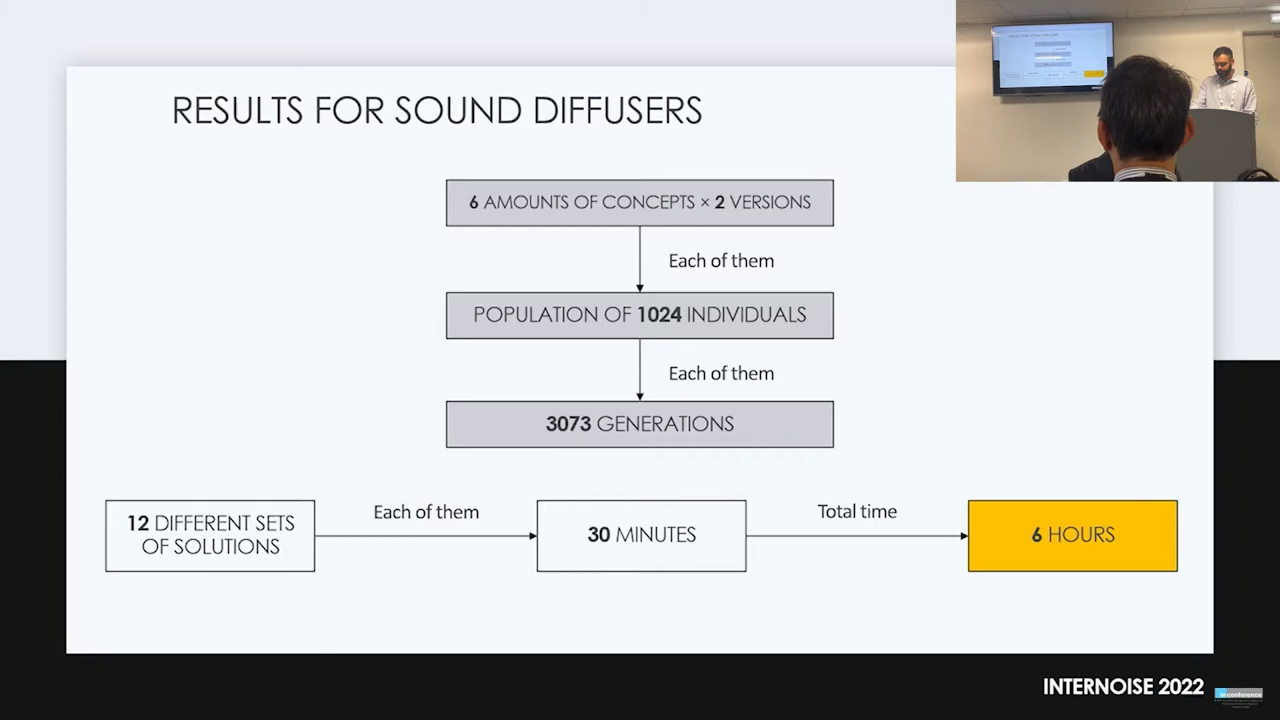 RESULTS FOR SOUND DIFFUSERS
6 AMOUNTS OF CONCEPTS × 2 VERSIONS
Each of them
POPULATION OF 1024 INDIVIDUALS
Each of them
3073 GENERATIONS
12 DIFFERENT SETS
OF SOLUTIONS
Each of them
30 MINUTES
Total time
6 HOURS
INTERNOISE 2022
inconference